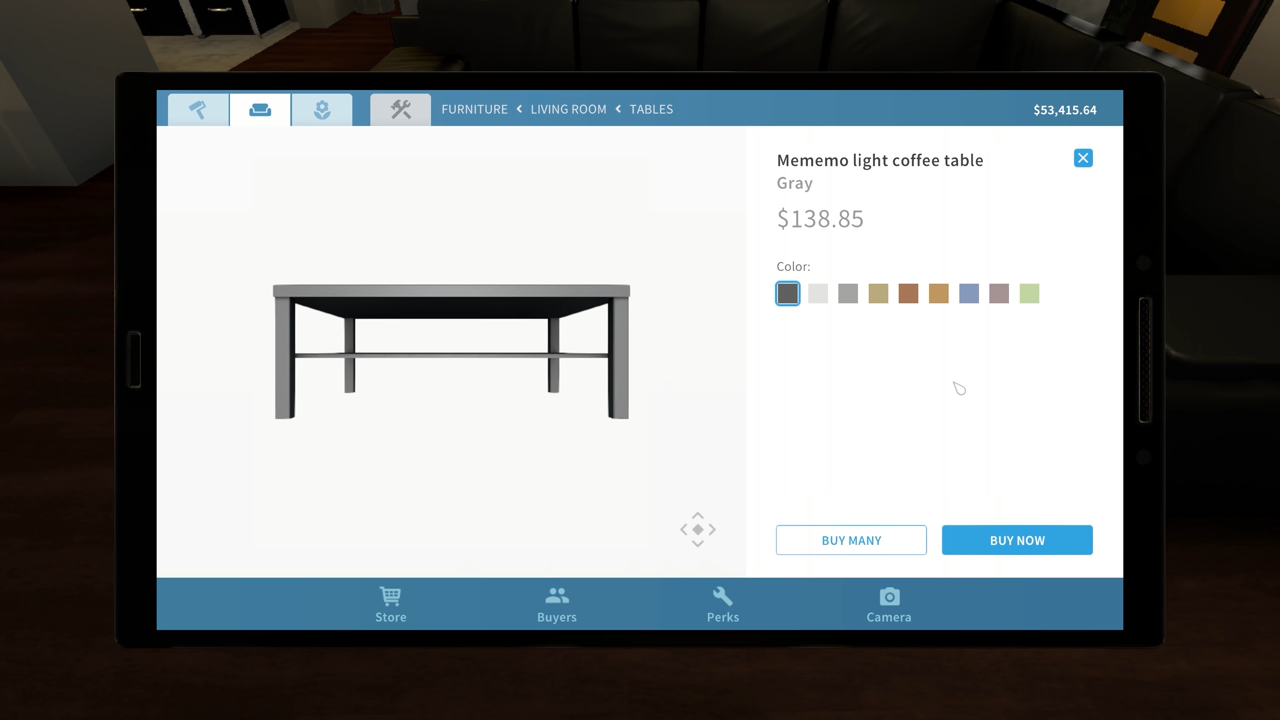 FURNITURE < LIVING ROOM < TABLES
$53,415.64
Mememo light coffee table
Gray
$138.85
Color:
BUY MANY
BUY NOW
Store
Buyers
Perks
Camera